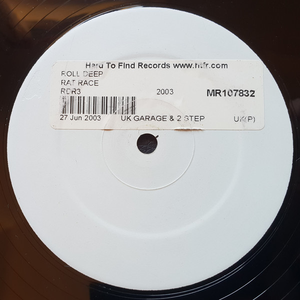 Hard To Find Records www.htfr.com
ROLL DEEP
RAT RACE
RDR3 2003 MR107832
27 Jun 2003 UK GARAGE & 2 STEP U/(P)